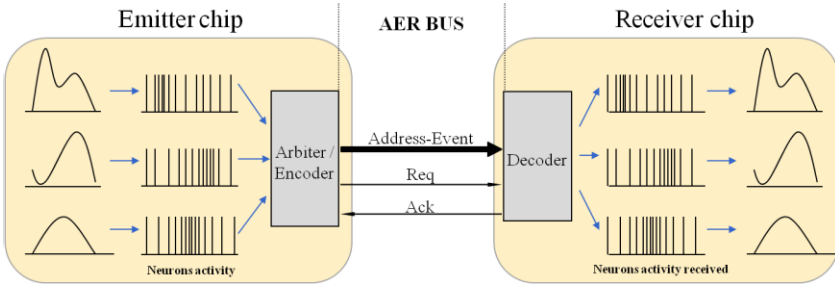 Emitter chip
AER BUS
Receiver chip
Arbiter /
Encoder
Address-Event
Req
Ack
Decoder
Neurons activity
Neurons activity received